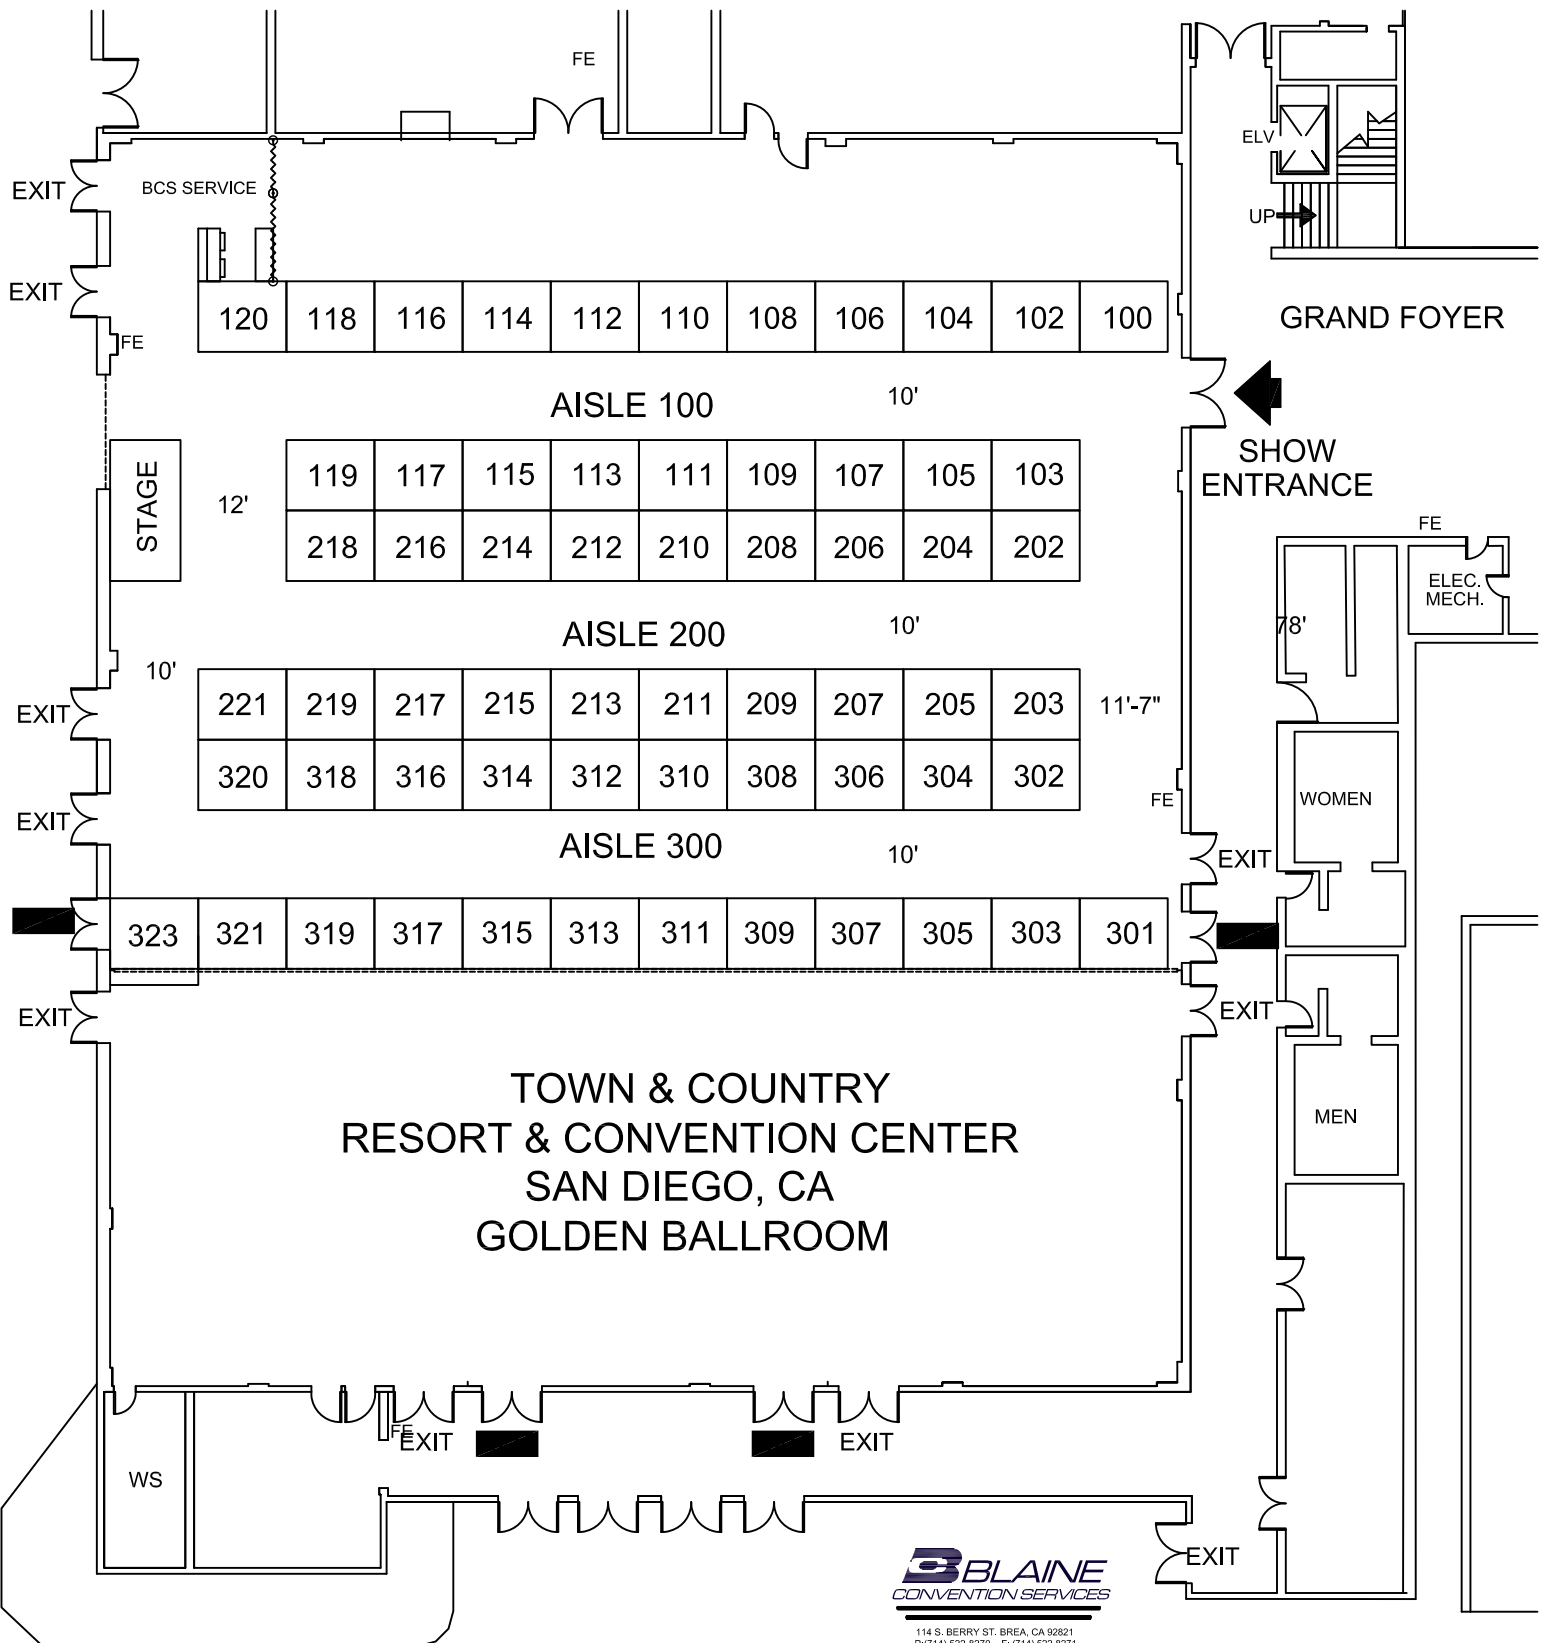 FE
ELV
EXIT
BCS SERVICE
UP
EXIT
120 118 116 114 112 110 108 106 104 102 100
GRAND FOYER
FE
AISLE 100
10'
SHOW
ENTRANCE
STAGE
12'
119 117 115 113 111 109 107 105 103
218 216 214 212 210 208 206 204 202
FE
ELEC.
MECH.
78'
AISLE 200
10'
10'
EXIT
221 219 217 215 213 211 209 207 205 203
11'-7"
320 318 316 314 312 310 308 306 304 302
FE
WOMEN
EXIT
AISLE 300
10'
EXIT
323 321 319 317 315 313 311 309 307 305 303 301
EXIT
EXIT
TOWN & COUNTRY
RESORT & CONVENTION CENTER
SAN DIEGO, CA
GOLDEN BALLROOM
MEN
FE
EXIT
EXIT
WS
EXIT
BLAINE
CONVENTION SERVICES
114 S. BERRY ST. BREA, CA 92821